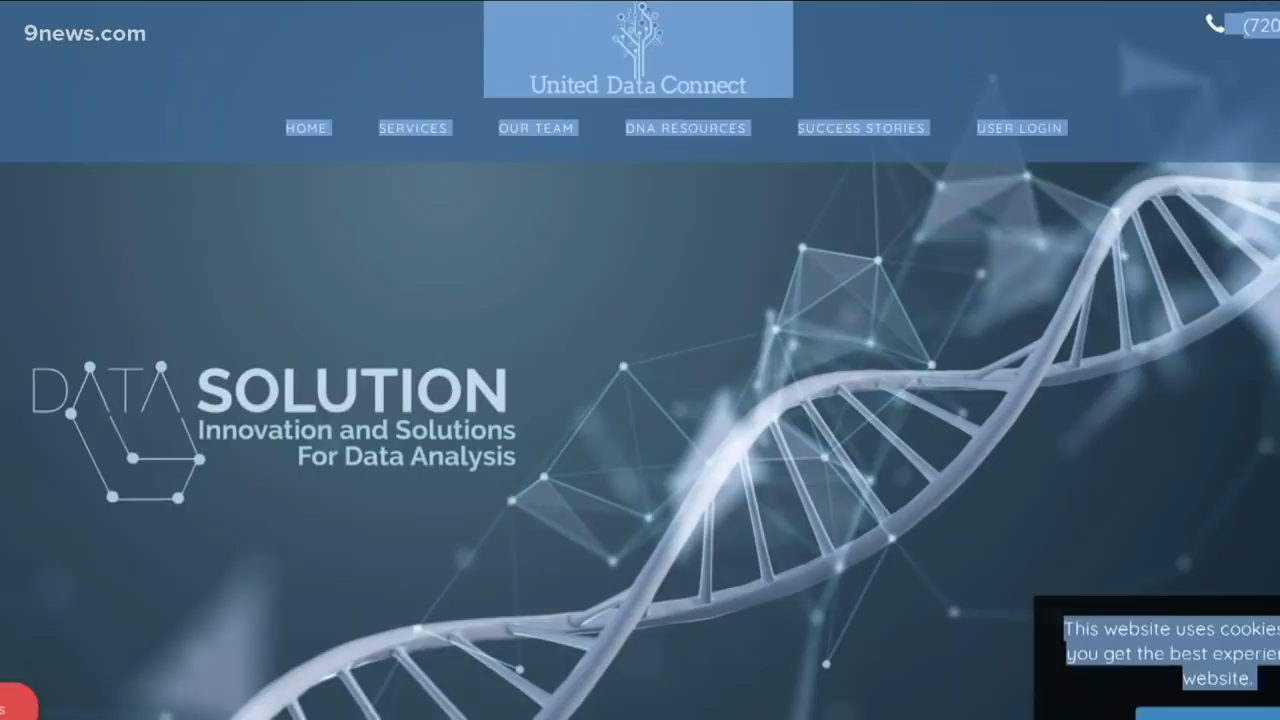 9news.com
(720
United Data Connect
HOME SERVICES OUR TEAM DNA RESOURCES SUCCESS STORIES USER LOGIN
DATA SOLUTION
Innovation and Solutions
For Data Analysis
This website uses cookies
you get the best experien
website.
s